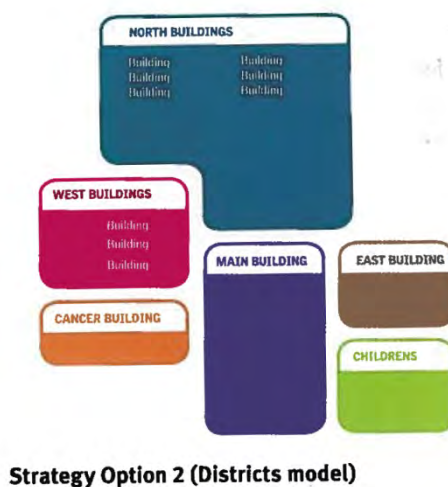 NORTH BUILDINGS
Building Building
Building Building
Building Building
WEST BUILDINGS
Building
Building
Building
MAIN BUILDING
EAST BUILDING
CANCER BUILDING
CHILDRENS
Strategy Option 2 (Districts model)